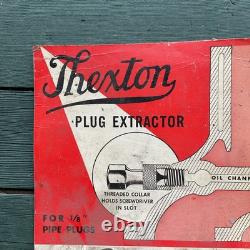 Thexton
PLUG EXTRACTOR
OIL CHANN
THREADED COLLAR
HOLDS SCREWDRIVER
IN SLOT
FOR 1/8"
PIPE PLUGS